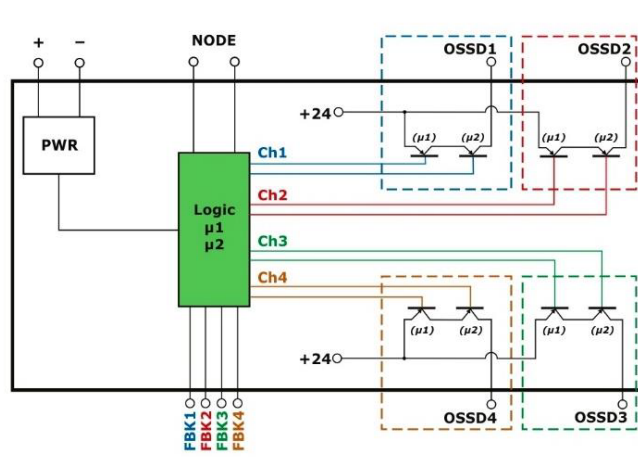 + −
NODE
OSSD1
OSSD2
+24
(μ1) (μ2)
(μ1) (μ2)
PWR
Ch1
Ch2
Logic
μ1
μ2
Ch3
Ch4
(μ1) (μ2)
(μ1) (μ2)
+24
FBK1
FBK2
FBK3
FBK4
OSSD4
OSSD3